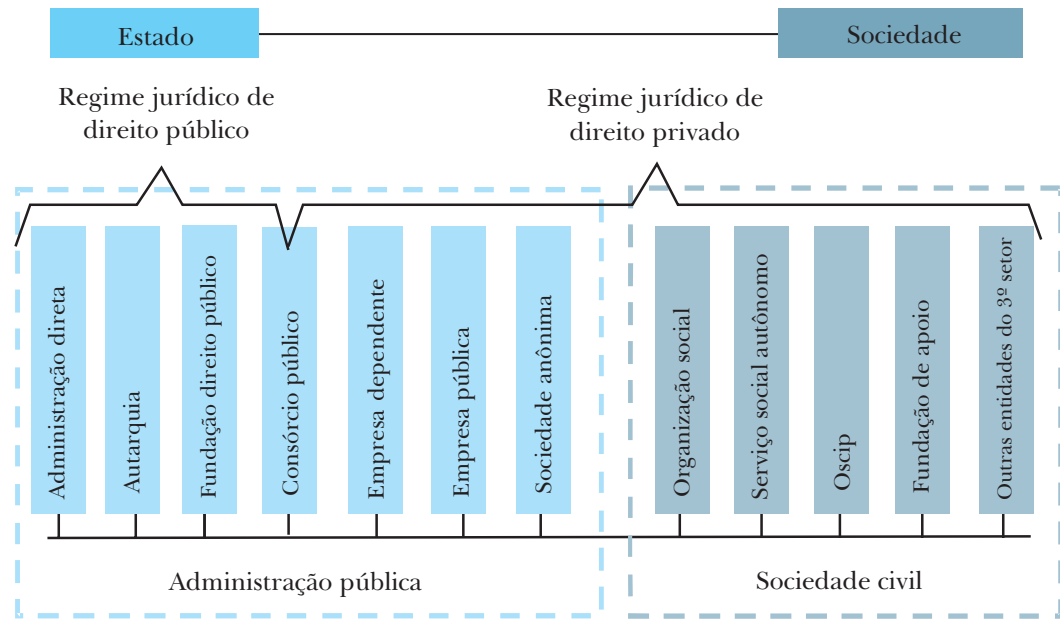 Estado
Sociedade
Regime jurídico de
direito público
Regime jurídico de
direito privado
Administração direta
Autarquia
Fundação direito público
Consórcio público
Empresa dependente
Empresa pública
Sociedade anônima
Organização social
Serviço social autônomo
Oscip
Fundação de apoio
Outras entidades do 3º setor
Administração pública
Sociedade civil